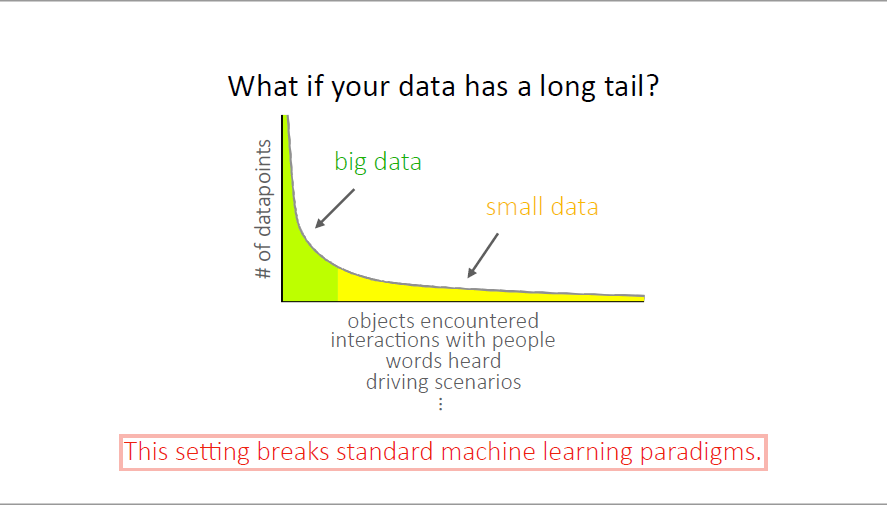 What if your data has a long tail?
big data
small data
# of datapoints
objects encountered
interactions with people
words heard
driving scenarios
⋮
This setting breaks standard machine learning paradigms.